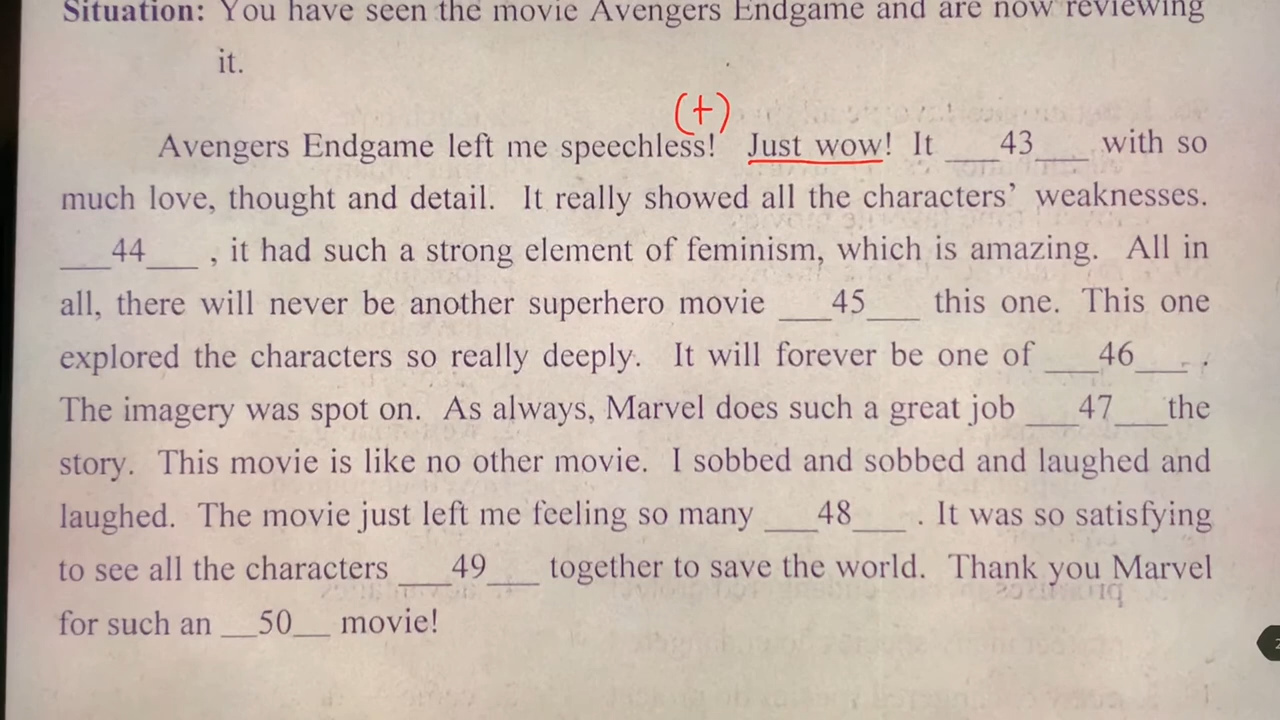 Situation: You have seen the movie Avengers Endgame and are now reviewing
it.
(+)
Avengers Endgame left me speechless! Just wow! It ___43___ with so
much love, thought and detail. It really showed all the characters' weaknesses.
___44___ , it had such a strong element of feminism, which is amazing. All in
all, there will never be another superhero movie ___45___ this one. This one
explored the characters so really deeply. It will forever be one of ___46___ .
The imagery was spot on. As always, Marvel does such a great job ___47___ the
story. This movie is like no other movie. I sobbed and sobbed and laughed and
laughed. The movie just left me feeling so many ___48___ . It was so satisfying
to see all the characters ___49___ together to save the world. Thank you Marvel
for such an __50__ movie!